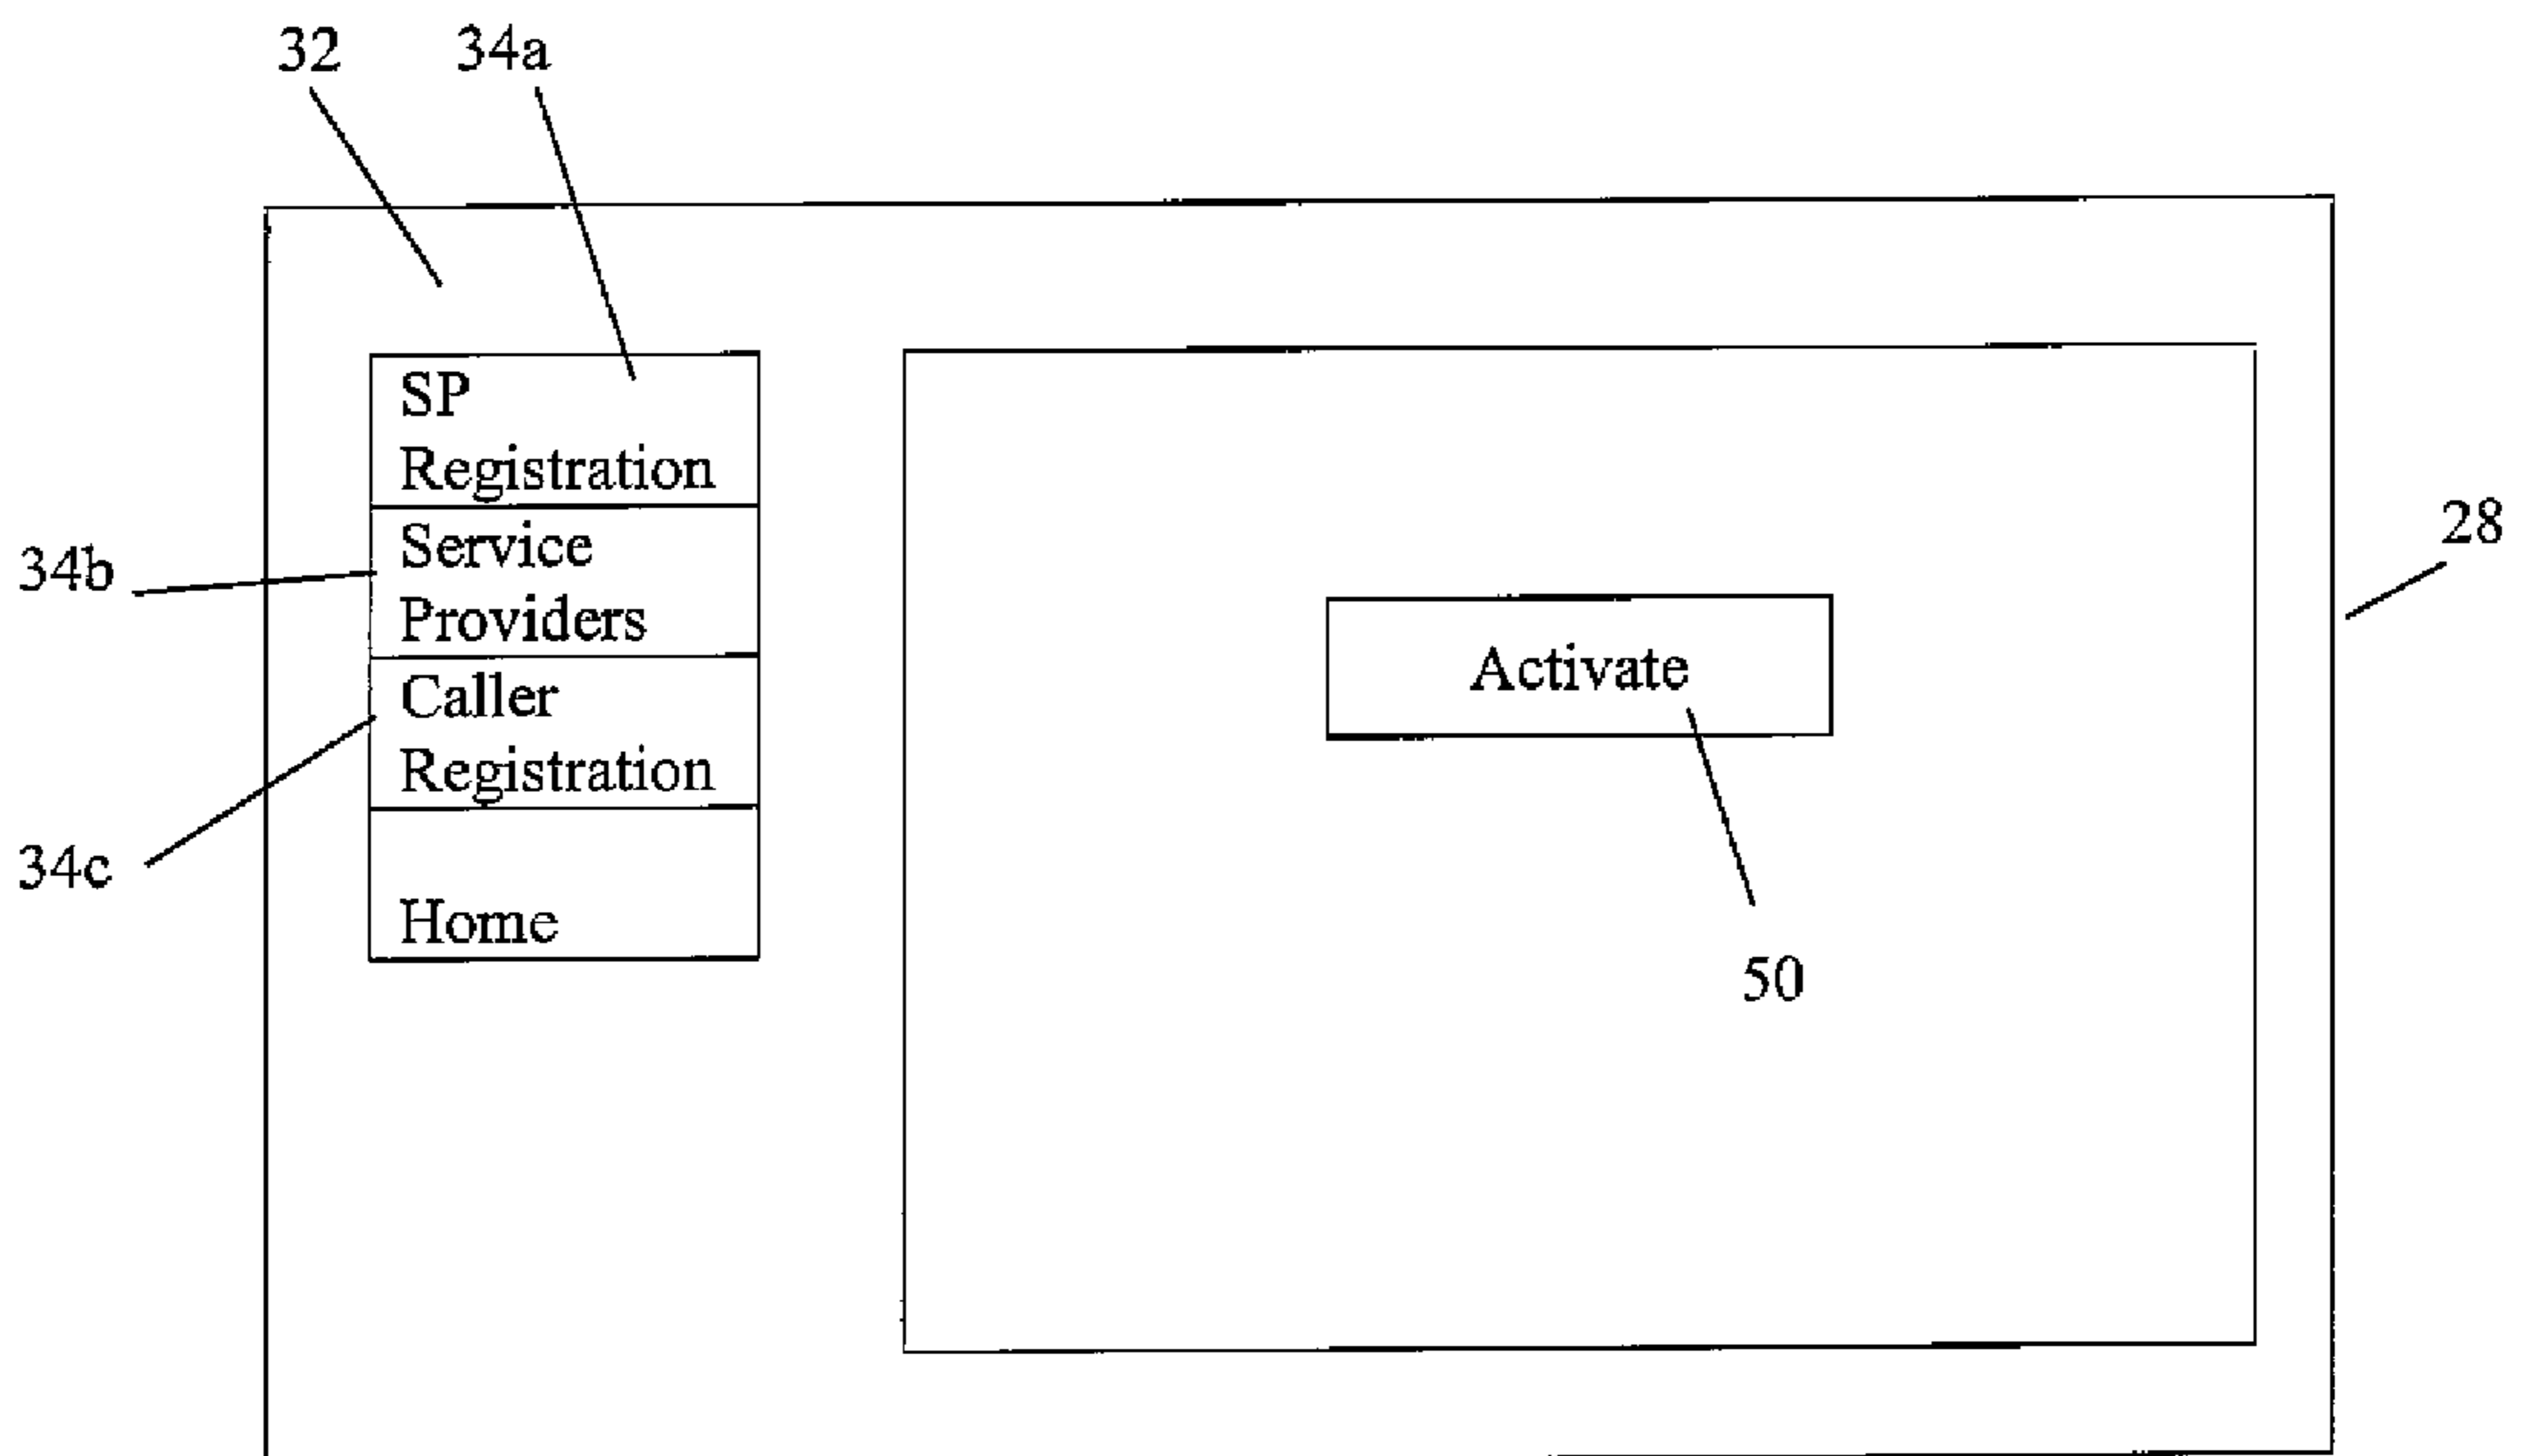 32
34a
SP
Registration
Service
Providers
Caller
Registration
Home
34b
34c
Activate
50
28